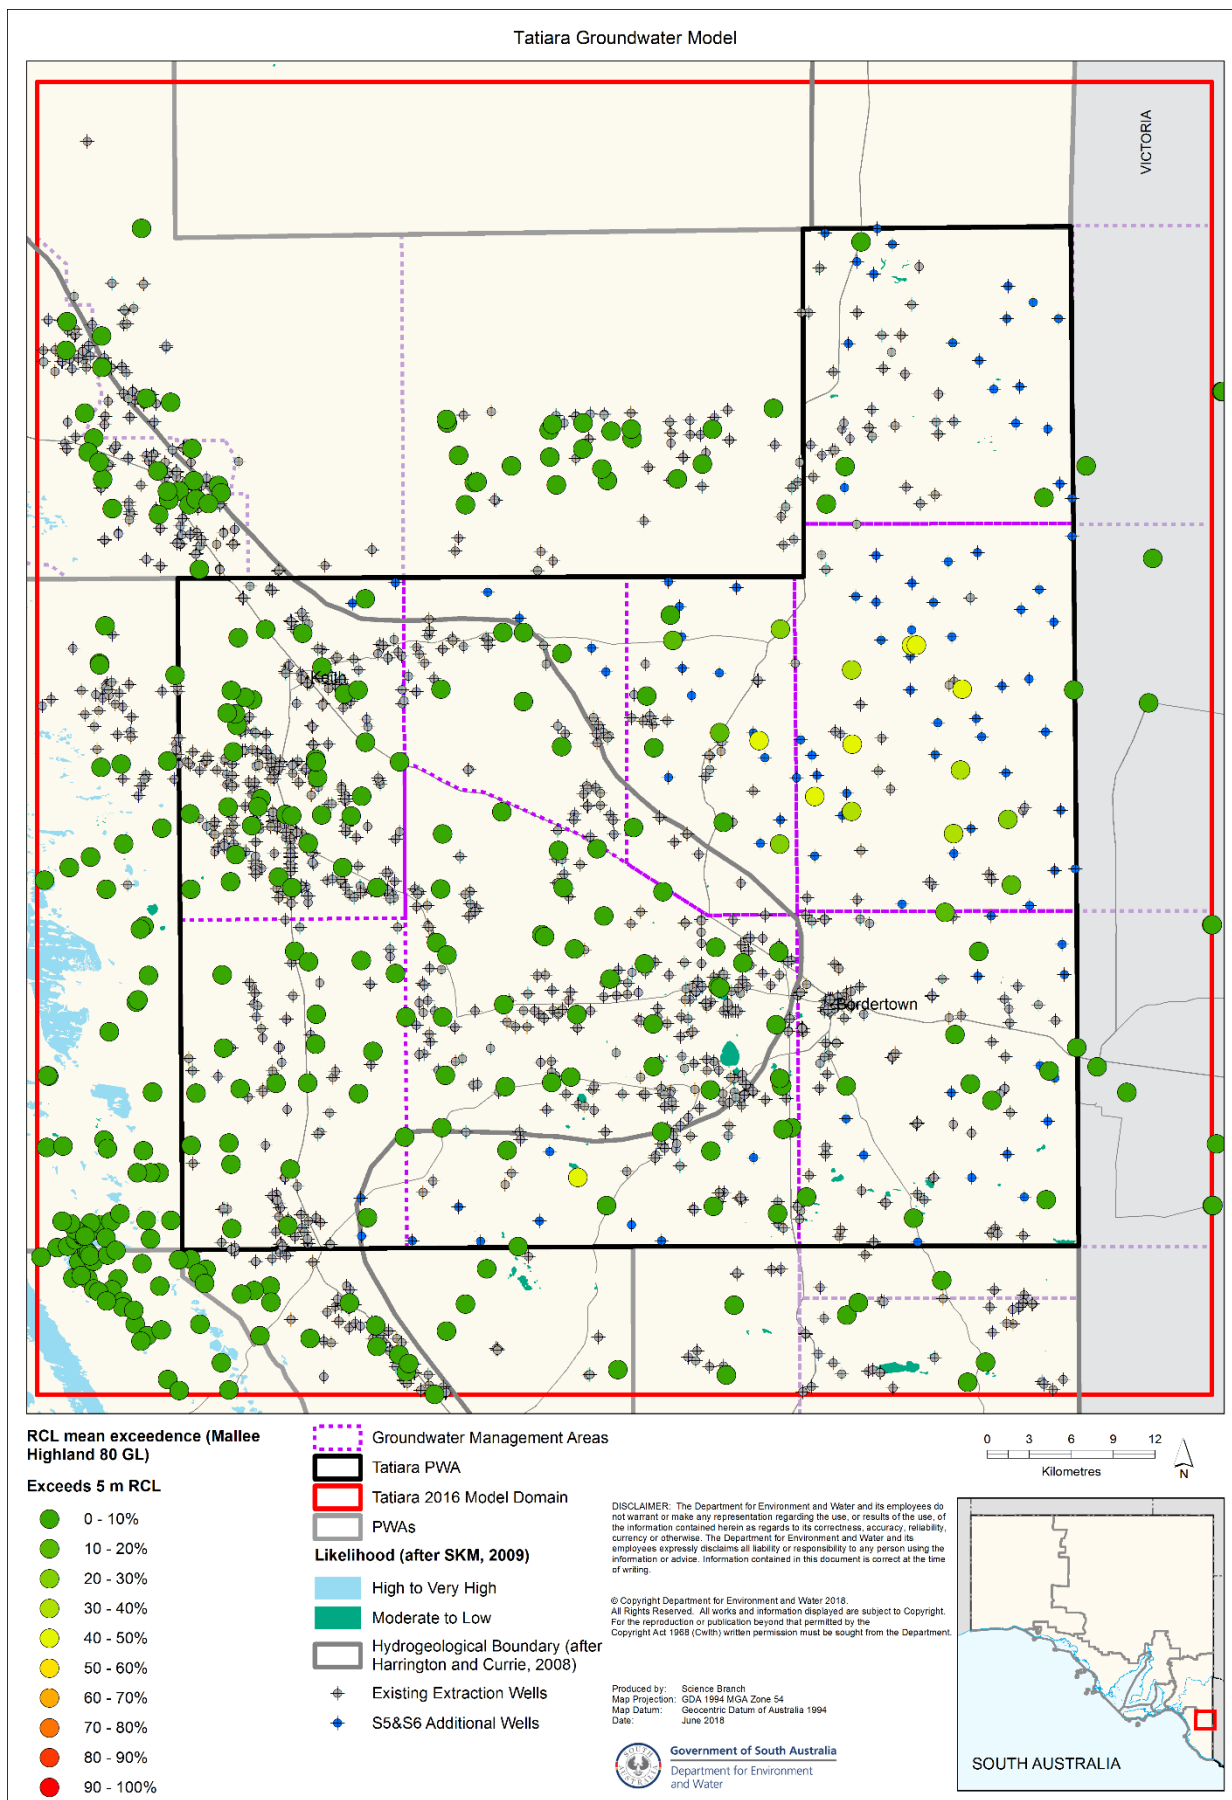 Tatiara Groundwater Model
VICTORIA
Keith
Bordertown
RCL mean exceedence (Mallee
Highland 80 GL)
Exceeds 5 m RCL
0 - 10%
10 - 20%
20 - 30%
30 - 40%
40 - 50%
50 - 60%
60 - 70%
70 - 80%
80 - 90%
90 - 100%
Groundwater Management Areas
Tatiara PWA
Tatiara 2016 Model Domain
PWAs
Likelihood (after SKM, 2009)
High to Very High
Moderate to Low
Hydrogeological Boundary (after
Harrington and Currie, 2008)
Existing Extraction Wells
S5&S6 Additional Wells
0 3 6 9 12
Kilometres
N
DISCLAIMER: The Department for Environment and Water and its employees do
not warrant or make any representation regarding the use, or results of the use, of
the information contained herein as regards to its correctness, accuracy, reliability,
currency or otherwise. The Department for Environment and Water and its
employees expressly disclaims all liability or responsibility to any person using the
information or advice. Information contained in this document is correct at the time
of writing.
© Copyright Department for Environment and Water 2018.
All Rights Reserved. All works and information displayed are subject to Copyright.
For the reproduction or publication beyond that permitted by the
Copyright Act 1968 (Cwlth) written permission must be sought from the Department.
Produced by: Science Branch
Map Projection: GDA 1994 MGA Zone 54
Map Datum: Geocentric Datum of Australia 1994
Date: June 2018
Government of South Australia
Department for Environment
and Water
SOUTH AUSTRALIA